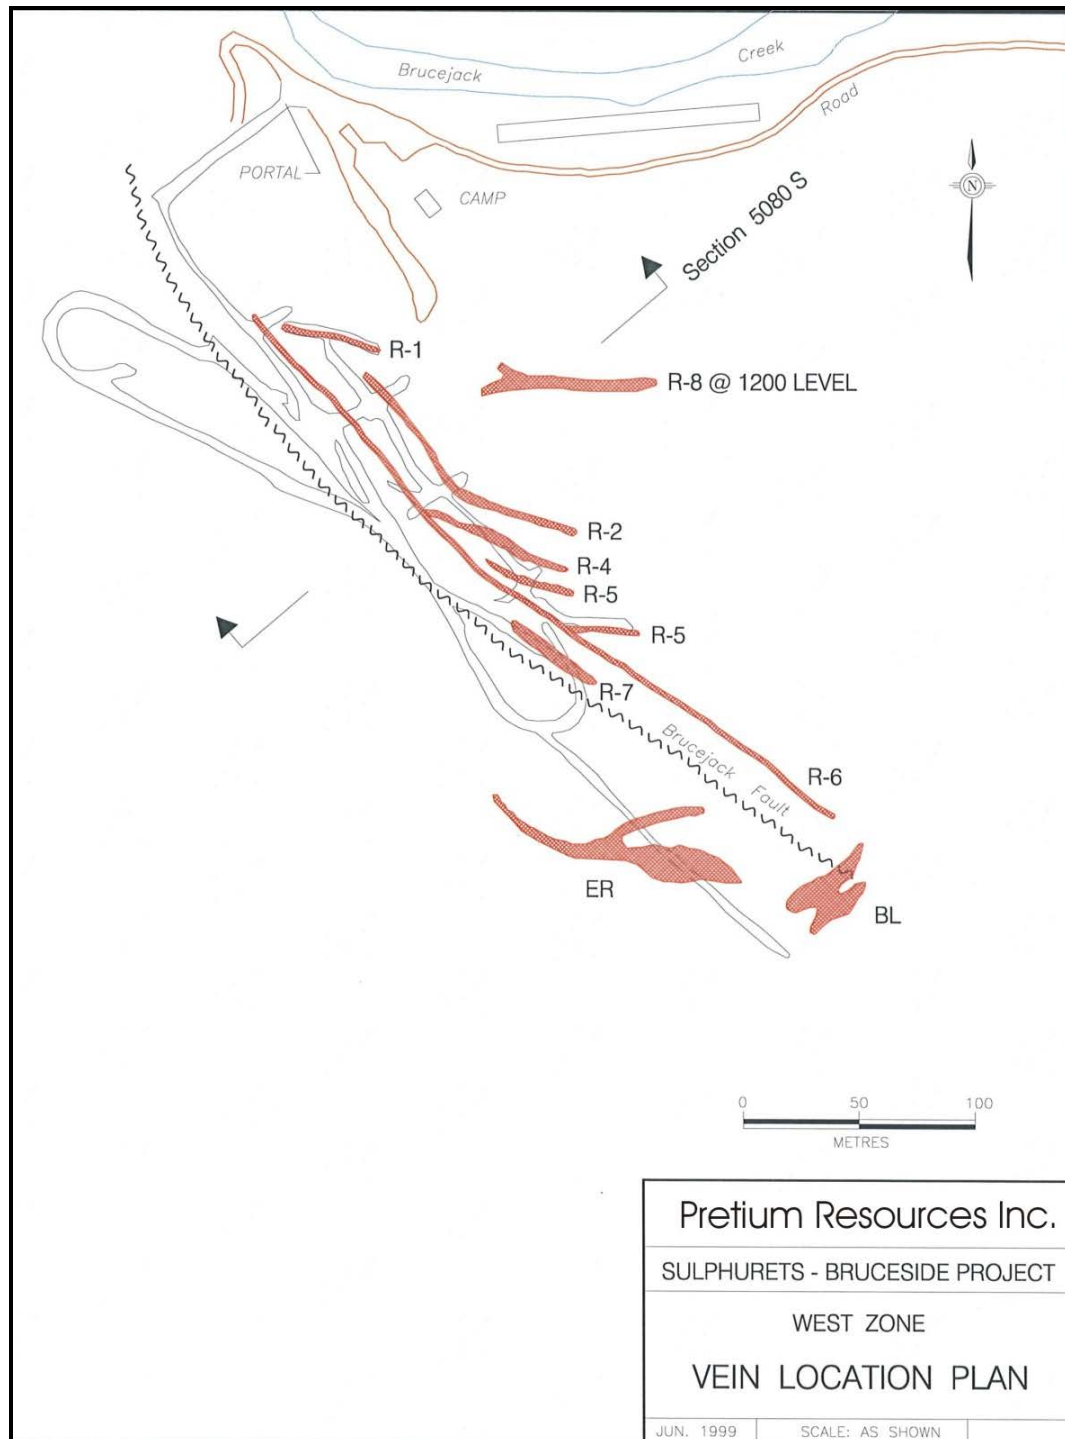 Brucejack Creek
Road
PORTAL
CAMP
N
Section 5080 S
R-1
R-8 @ 1200 LEVEL
R-2
R-4
R-5
R-5
R-7
Brucejack Fault
R-6
ER
BL
0 50 100
METRES
Pretium Resources Inc.
SULPHURETS - BRUCESIDE PROJECT
WEST ZONE
VEIN LOCATION PLAN
JUN. 1999 SCALE: AS SHOWN